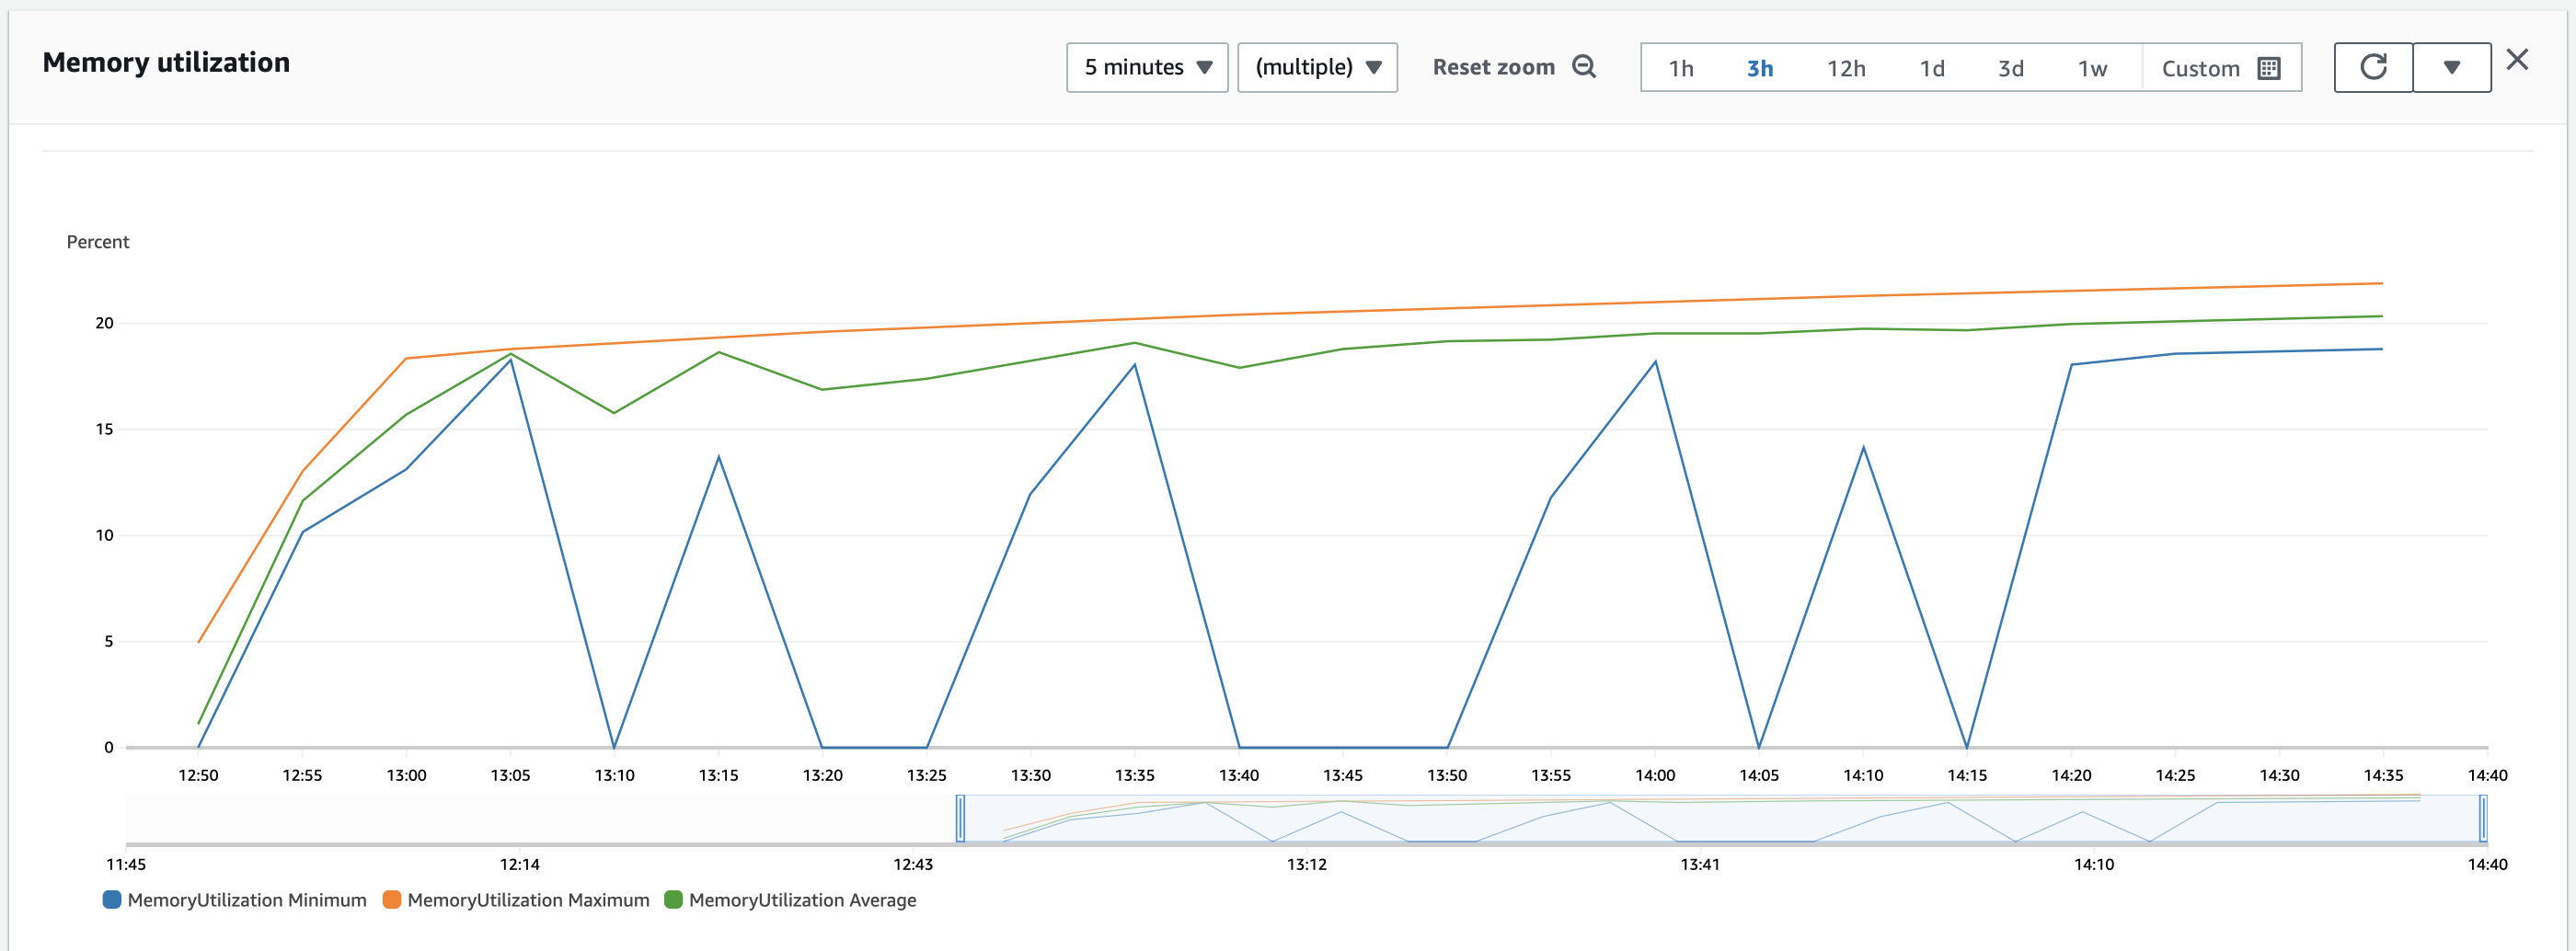 Memory utilization
5 minutes (multiple) Reset zoom 1h 3h 12h 1d 3d 1w Custom
Percent
20
15
10
5
0
12:50 12:55 13:00 13:05 13:10 13:15 13:20 13:25 13:30 13:35 13:40 13:45 13:50 13:55 14:00 14:05 14:10 14:15 14:20 14:25 14:30 14:35 14:40
11:45 12:14 12:43 13:12 13:41 14:10 14:40
MemoryUtilization Minimum MemoryUtilization Maximum MemoryUtilization Average